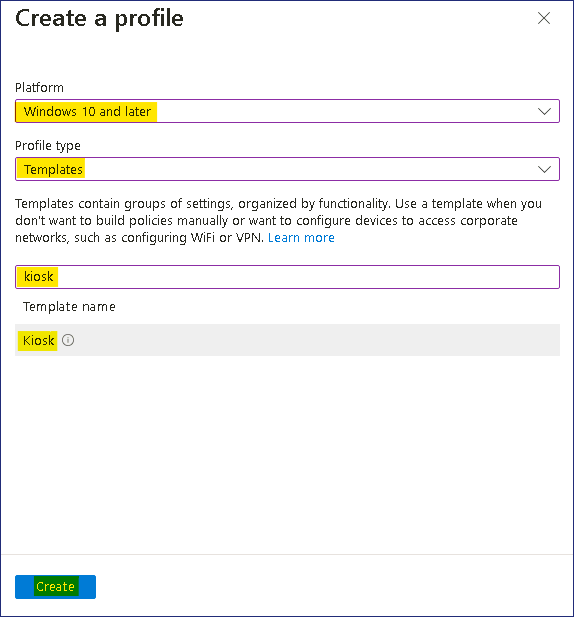 Create a profile
Platform
Windows 10 and later
Profile type
Templates
Templates contain groups of settings, organized by functionality. Use a template when you
don't want to build policies manually or want to configure devices to access corporate
networks, such as configuring WiFi or VPN. Learn more
kiosk
Template name
Kiosk
Create